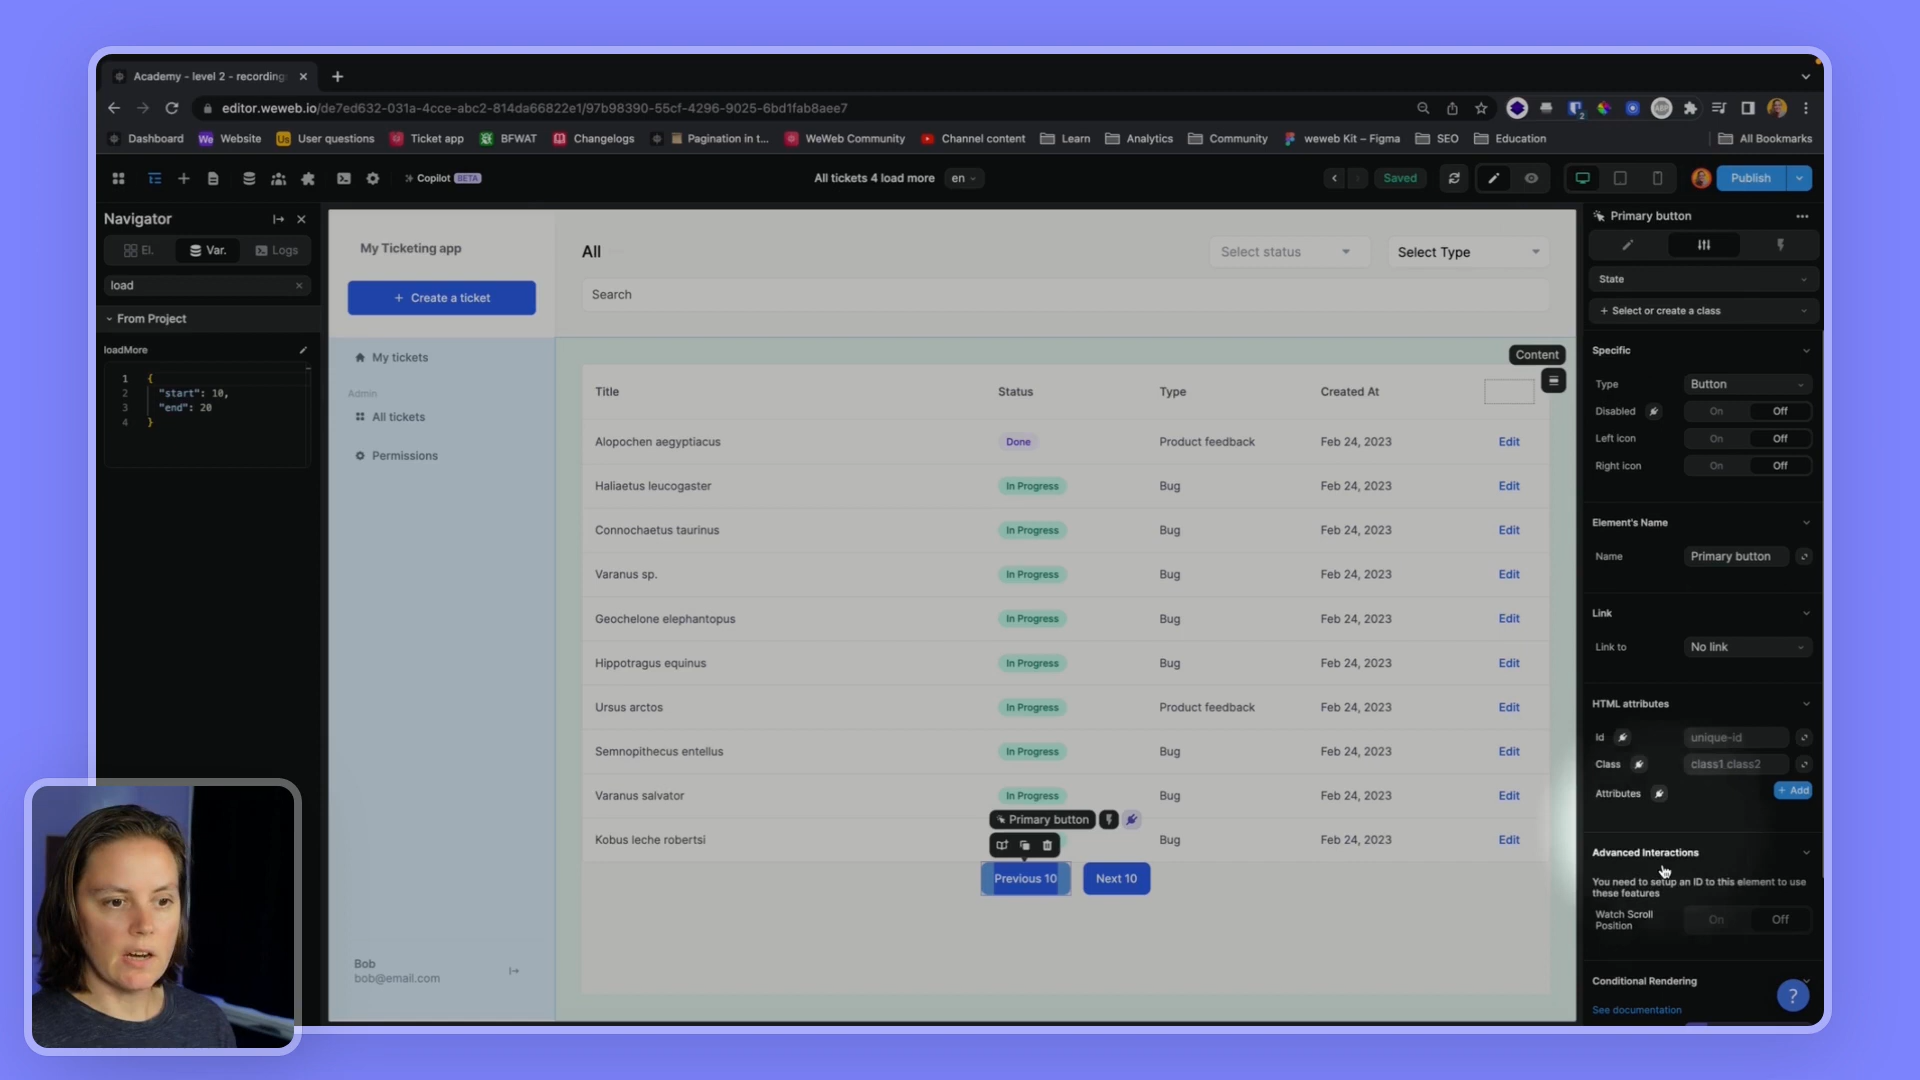 Academy - level 2 - recording
editor.weweb.io/de7ed632-031a-4cce-abc2-814da66822e1/97b98390-55cf-4296-9025-6bd1fab8aee7
Dashboard
We Website
Us User questions
Ticket app
BFWAT
Changelogs
Pagination in t...
WeWeb Community
Channel content
Learn
Analytics
Community
weweb Kit – Figma
SEO
Education
All Bookmarks
Copilot BETA
All tickets 4 load more
en
Saved
Publish
Navigator
El.
Var.
Logs
load
From Project
loadMore
1 {
2 "start": 10,
3 "end": 20
4 }
My Ticketing app
+ Create a ticket
My tickets
Admin
All tickets
Permissions
Bob
bob@email.com
All
Select status
Select Type
Search
Content
Title Status Type Created At
Alopochen aegyptiacus Done Product feedback Feb 24, 2023 Edit
Haliaetus leucogaster In Progress Bug Feb 24, 2023 Edit
Connochaetus taurinus In Progress Bug Feb 24, 2023 Edit
Varanus sp. In Progress Bug Feb 24, 2023 Edit
Geochelone elephantopus In Progress Bug Feb 24, 2023 Edit
Hippotragus equinus In Progress Bug Feb 24, 2023 Edit
Ursus arctos In Progress Product feedback Feb 24, 2023 Edit
Semnopithecus entellus In Progress Bug Feb 24, 2023 Edit
Varanus salvator In Progress Bug Feb 24, 2023 Edit
Primary button
Kobus leche robertsi Bug Feb 24, 2023 Edit
Previous 10
Next 10
Primary button
State
+ Select or create a class
Specific
Type Button
Disabled On Off
Left icon On Off
Right icon On Off
Element's Name
Name Primary button
Link
Link to No link
HTML attributes
Id unique-id
Class class1 class2
Attributes + Add
Advanced Interactions
You need to setup an ID to this element to use
these features
Watch Scroll
Position
On Off
Conditional Rendering
See documentation
?